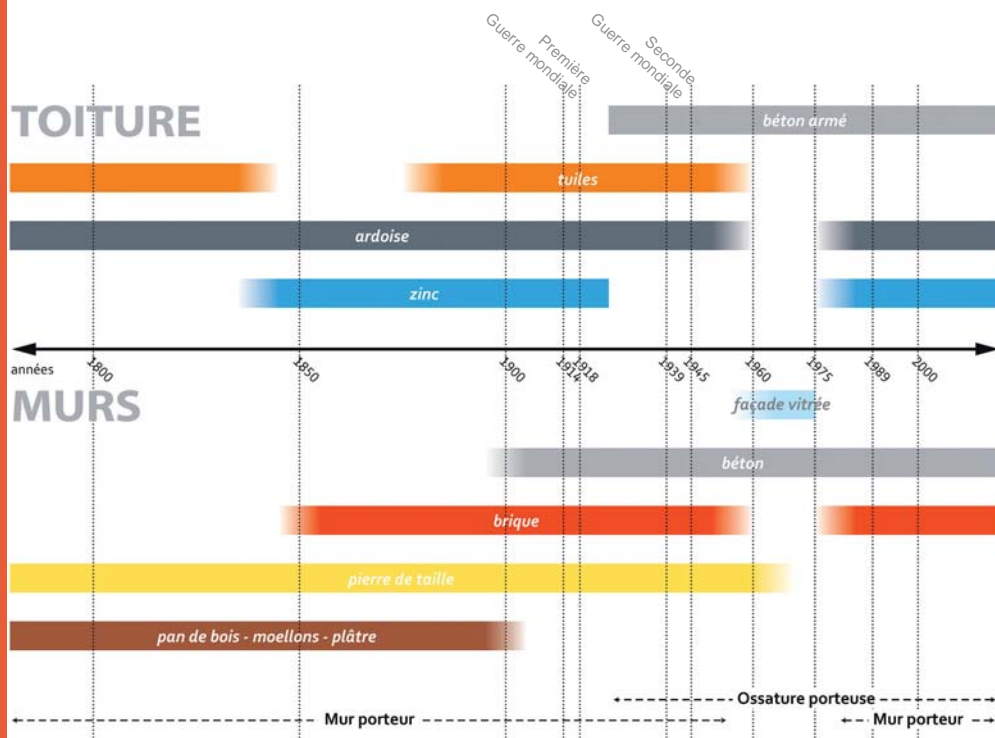 Première
Guerre mondiale
Seconde
Guerre mondiale
TOITURE
béton armé
tuiles
ardoise
zinc
années
1800
1850
1900
1914
1918
1939
1945
1960
1975
1989
2000
MURS
façade vitrée
béton
brique
pierre de taille
pan de bois - moellons - plâtre
Ossature porteuse
Mur porteur
Mur porteur